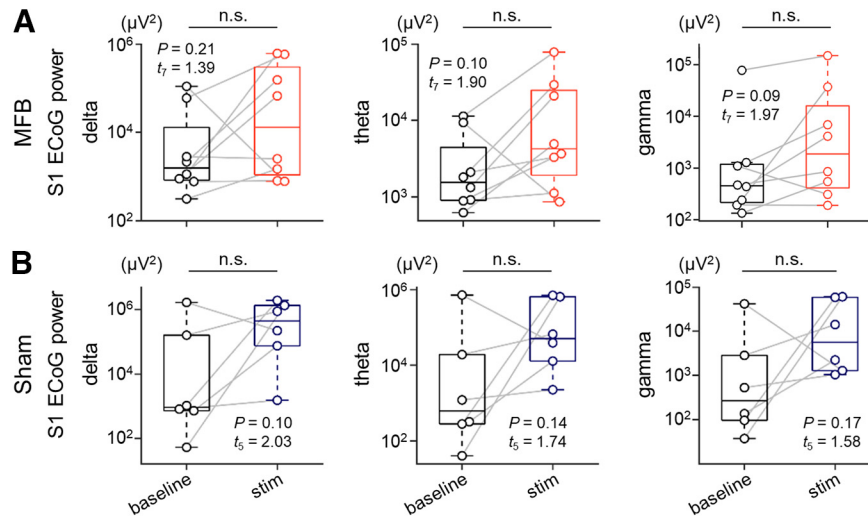 A
MFB
S1 ECoG power
delta
(µV²)
n.s.
10⁶
10⁴
10²
P = 0.21
t₇ = 1.39
theta
(µV²)
n.s.
10⁵
10⁴
10³
P = 0.10
t₇ = 1.90
gamma
(µV²)
n.s.
10⁵
10⁴
10³
10²
P = 0.09
t₇ = 1.97
B
Sham
S1 ECoG power
delta
(µV²)
n.s.
10⁶
10⁴
10²
P = 0.10
t₅ = 2.03
baseline
stim
theta
(µV²)
n.s.
10⁶
10⁴
10²
P = 0.14
t₅ = 1.74
baseline
stim
gamma
(µV²)
n.s.
10⁵
10⁴
10³
10²
P = 0.17
t₅ = 1.58
baseline
stim